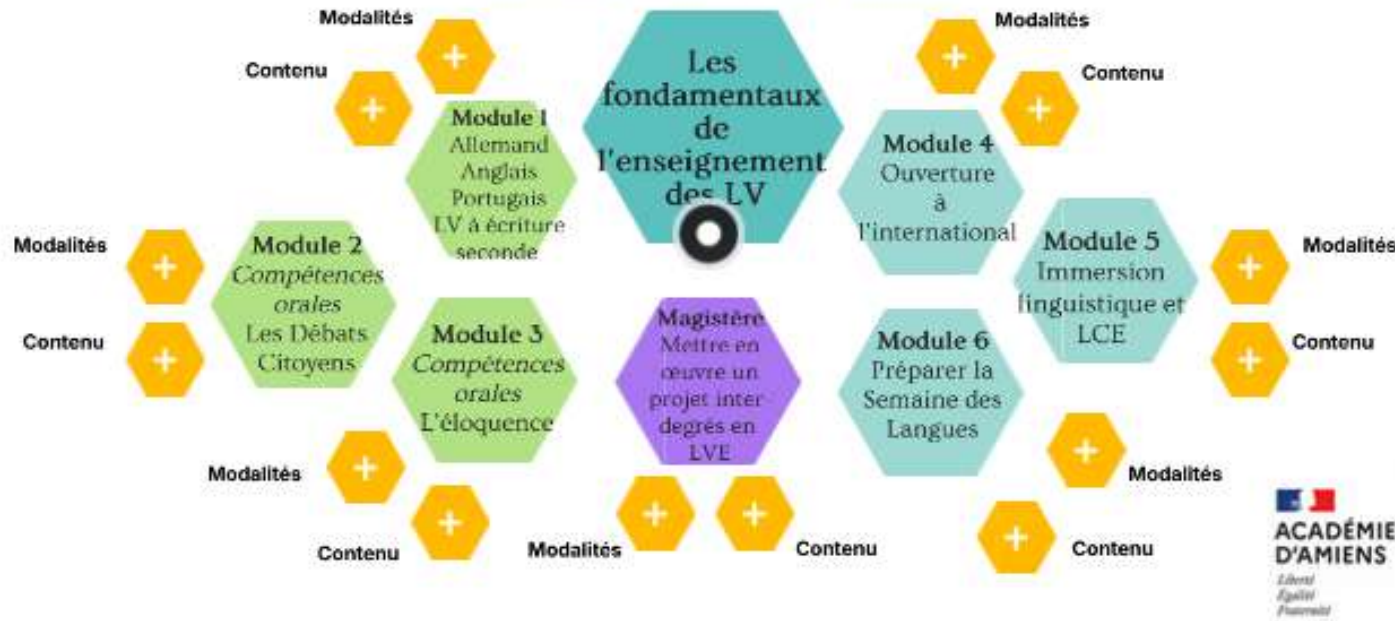 Les
fondamentaux
de
l'enseignement
des LV
Modalités
Contenu
Module 1
Allemand
Anglais
Portugais
LV à écriture
seconde
Modalités
Contenu
Module 2
Compétences
orales
Les Débats
Citoyens
Module 3
Compétences
orales
L'éloquence
Modalités
Contenu
Magistère
Mettre en
œuvre un
projet inter
degrés en
LVE
Modalités
Contenu
Modalités
Contenu
Module 4
Ouverture
à
l'international
Module 5
Immersion
linguistique et
LCE
Modalités
Contenu
Module 6
Préparer la
Semaine des
Langues
Modalités
Contenu
ACADÉMIE
D'AMIENS
Liberté
Égalité
Fraternité